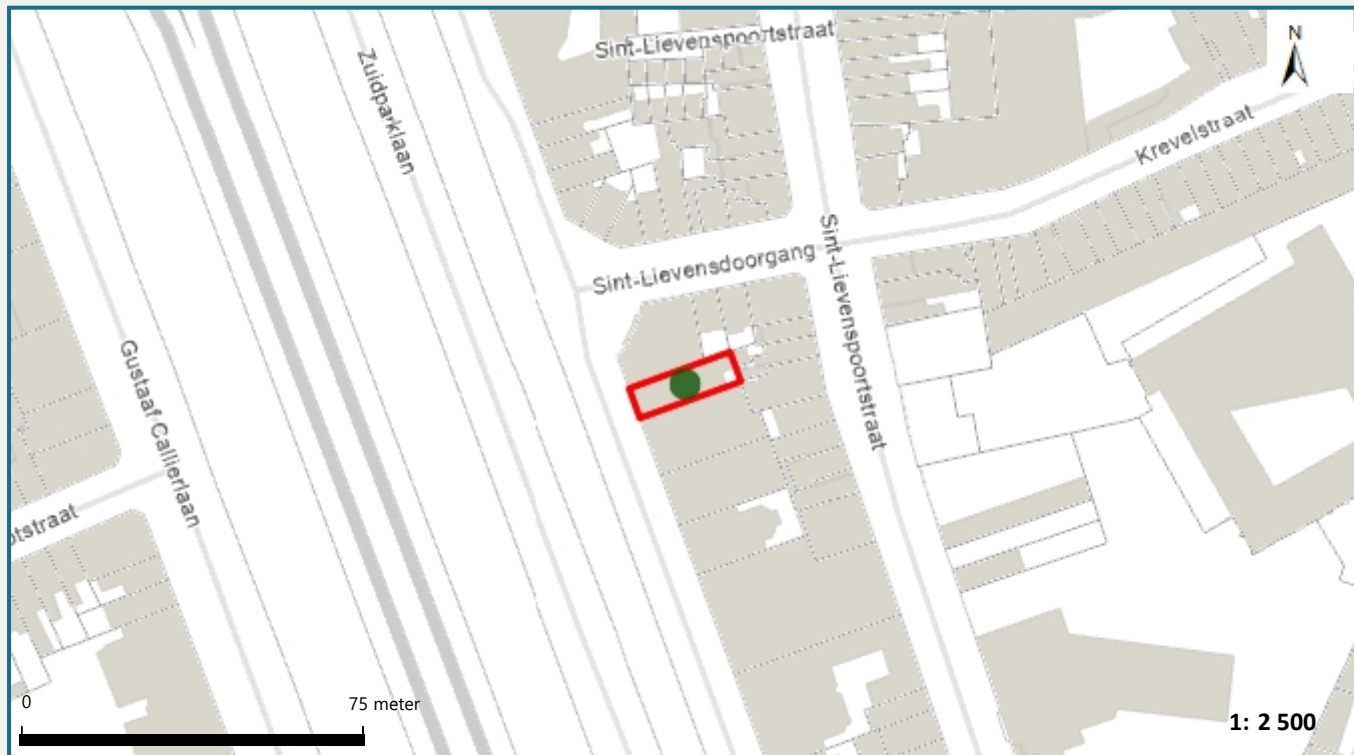 Sint-Lievenspoortstraat
N
Zuidparklaan
Krevelstraat
Sint-Lievensdoorgang
Sint-Lievenspoortstraat
Gustaaf Callierlaan
otstraat
0
75 meter
1: 2 500